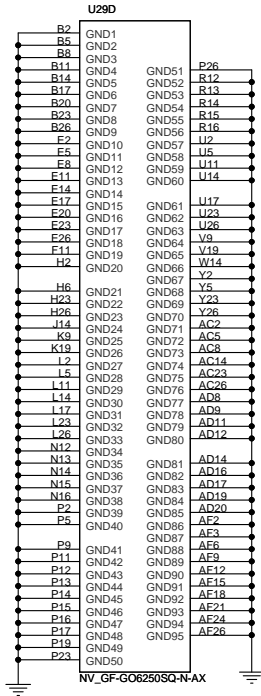 U29D
B2 GND1
B5 GND2
B8 GND3
B11 GND4
B14 GND5
B17 GND6
B20 GND7
B23 GND8
B26 GND9
E2 GND10
E5 GND11
E8 GND12
E11 GND13
E14 GND14
E17 GND15
E20 GND16
E23 GND17
E26 GND18
F11 GND19
H2 GND20
H6 GND21
H23 GND22
H26 GND23
J14 GND24
K9 GND25
K19 GND26
L2 GND27
L5 GND28
L11 GND29
L14 GND30
L17 GND31
L23 GND32
L26 GND33
N12 GND34
N13 GND35
N14 GND36
N15 GND37
N16 GND38
P2 GND39
P5 GND40
P9 GND41
P11 GND42
P12 GND43
P13 GND44
P14 GND45
P15 GND46
P16 GND47
P17 GND48
P19 GND49
P23 GND50
GND51 P26
GND52 R12
GND53 R13
GND54 R14
GND55 R15
GND56 R16
GND57 U2
GND58 U5
GND59 U11
GND60 U14
GND61 U17
GND62 U23
GND63 U26
GND64 V9
GND65 V19
GND66 W14
GND67 Y2
GND68 Y5
GND69 Y23
GND70 Y26
GND71 AC2
GND72 AC5
GND73 AC8
GND74 AC14
GND75 AC23
GND76 AC26
GND77 AD8
GND78 AD9
GND79 AD11
GND80 AD12
GND81 AD14
GND82 AD16
GND83 AD17
GND84 AD19
GND85 AD20
GND86 AF2
GND87 AF3
GND88 AF6
GND89 AF9
GND90 AF12
GND91 AF15
GND92 AF18
GND93 AF21
GND94 AF24
GND95 AF26
NV_GF-GO6250SQ-N-AX